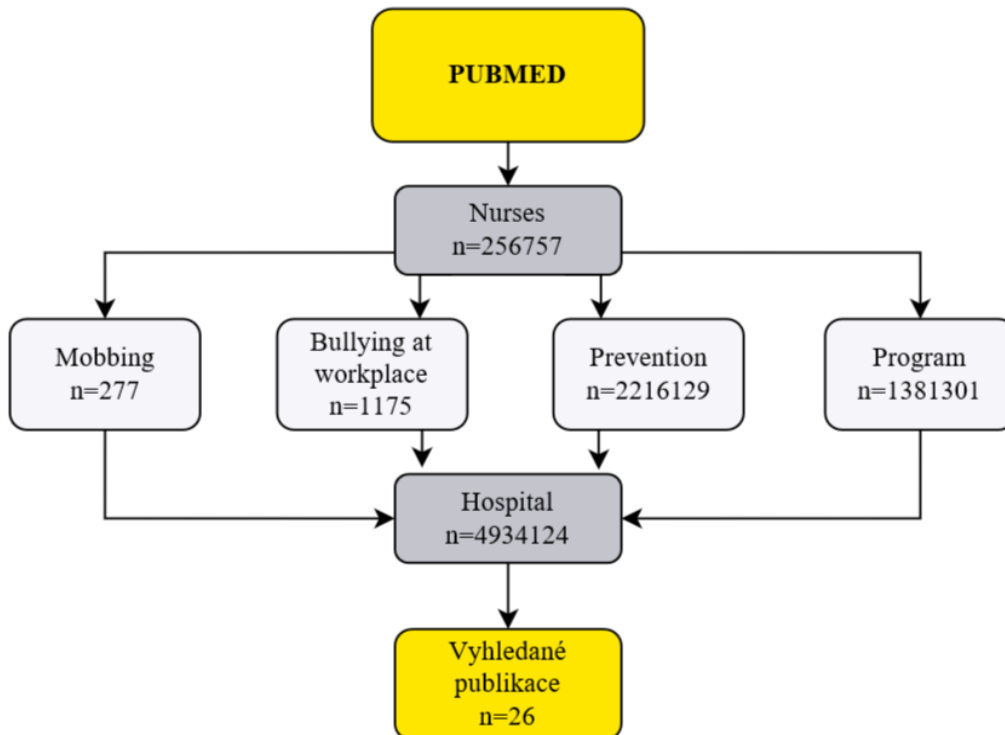 PUBMED
Nurses
n=256757
Mobbing
n=277
Bullying at
workplace
n=1175
Prevention
n=2216129
Program
n=1381301
Hospital
n=4934124
Vyhledané
publikace
n=26